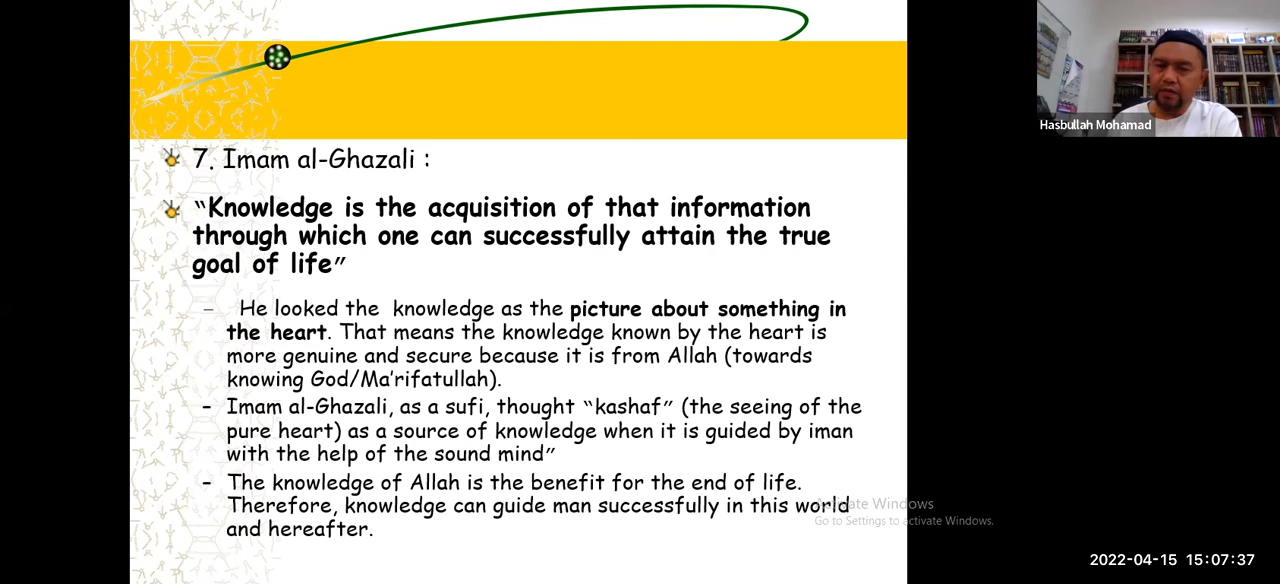 Hasbullah Mohamad
7. Imam al-Ghazali :
“Knowledge is the acquisition of that information
through which one can successfully attain the true
goal of life”
– He looked the knowledge as the picture about something in
the heart. That means the knowledge known by the heart is
more genuine and secure because it is from Allah (towards
knowing God/Ma’rifatullah).
– Imam al-Ghazali, as a sufi, thought “kashaf” (the seeing of the
pure heart) as a source of knowledge when it is guided by iman
with the help of the sound mind”
– The knowledge of Allah is the benefit for the end of life.
Therefore, knowledge can guide man successfully in this world
and hereafter.
Activate Windows
Go to Settings to activate Windows.
2022-04-15 15:07:37